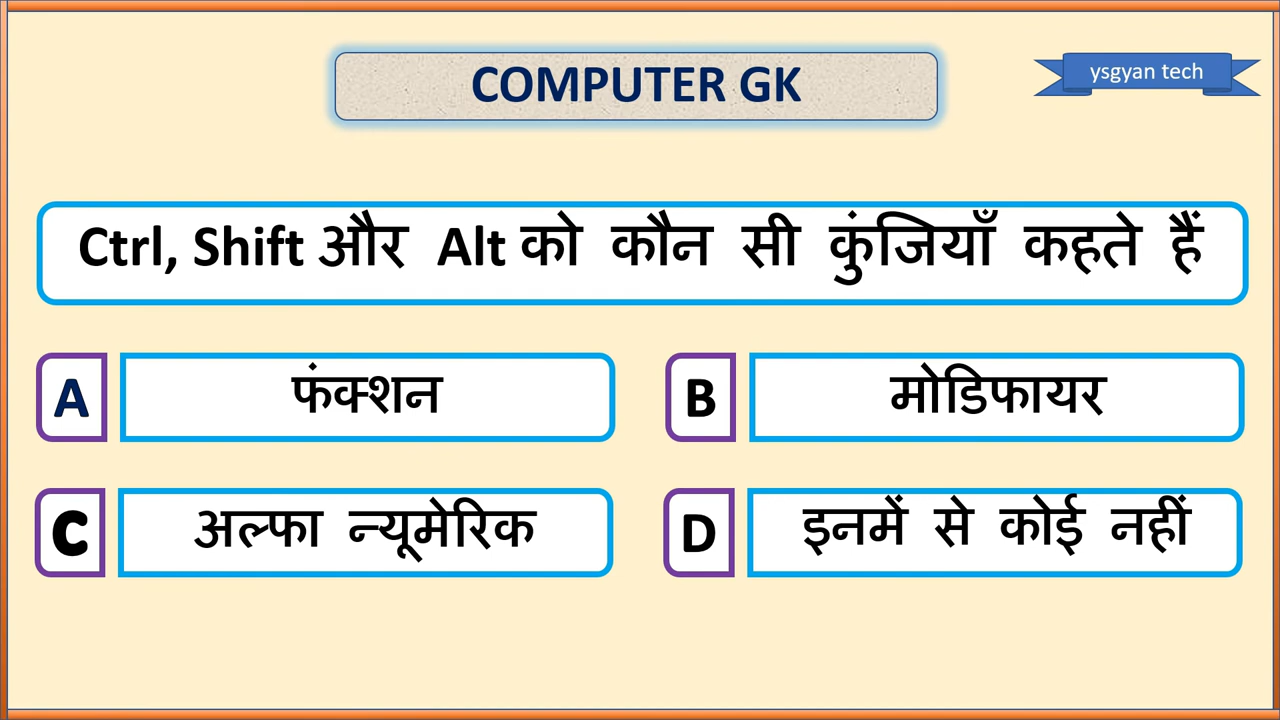 COMPUTER GK
ysgyan tech
Ctrl, Shift और Alt को कौन सी कुंजियाँ कहते हैं
A फंक्शन
B मोडिफायर
C अल्फा न्यूमेरिक
D इनमें से कोई नहीं